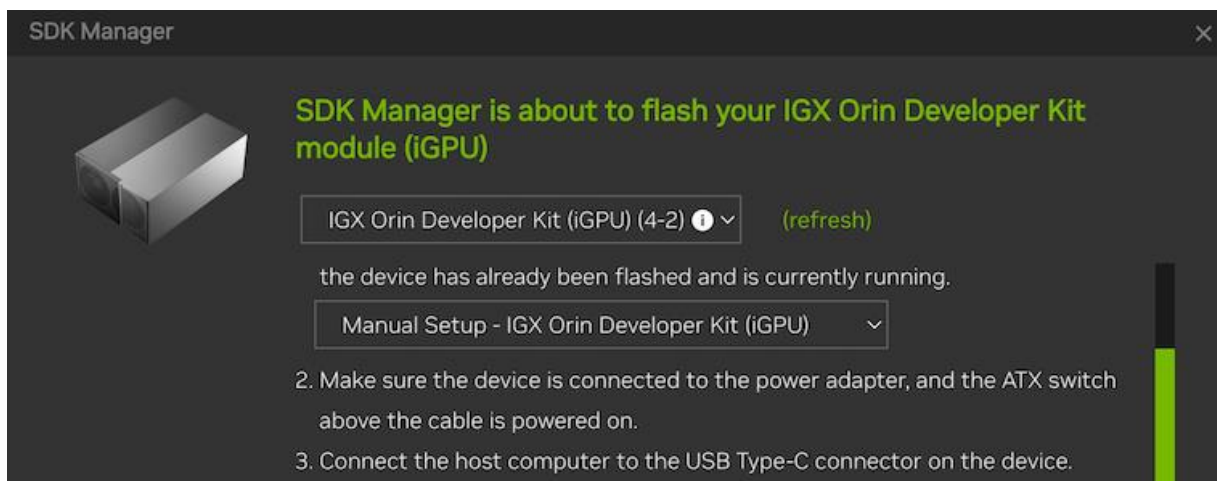 SDK Manager
SDK Manager is about to flash your IGX Orin Developer Kit
module (iGPU)
IGX Orin Developer Kit (iGPU) (4-2)
(refresh)
the device has already been flashed and is currently running.
Manual Setup - IGX Orin Developer Kit (iGPU)
2. Make sure the device is connected to the power adapter, and the ATX switch
above the cable is powered on.
3. Connect the host computer to the USB Type-C connector on the device.